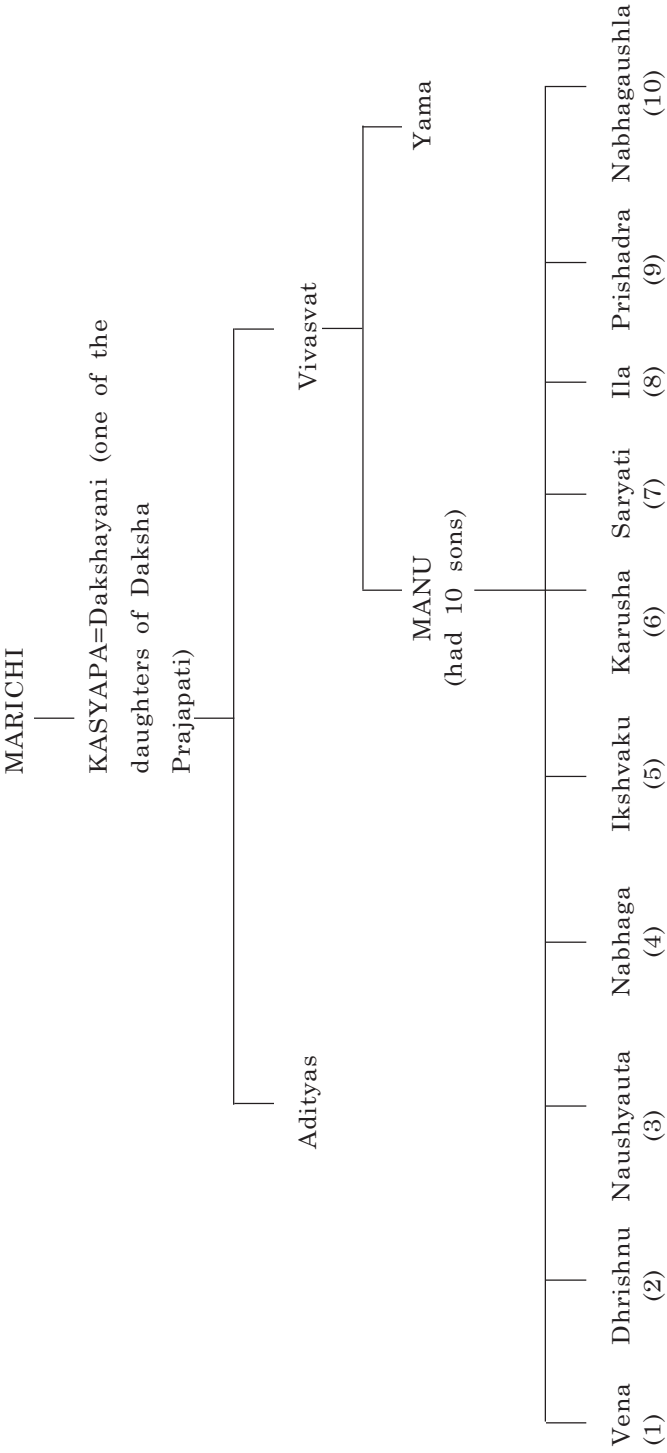 MARICHI
KASYAPA=Dakshayani (one of the
daughters of Daksha
Prajapati)
Adityas
Vivasvat
MANU
(had 10 sons)
Yama
Vena Dhrishnu Naushyauta Nabhaga Ikshvaku Karusha Saryati Ila Prishadra Nabhagaushla
(1) (2) (3) (4) (5) (6) (7) (8) (9) (10)